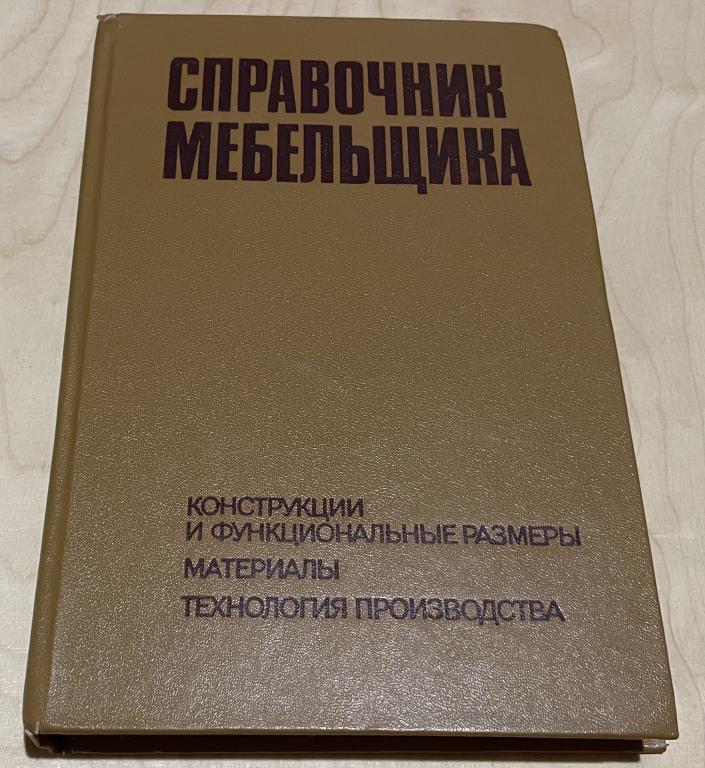 СПРАВОЧНИК
МЕБЕЛЬЩИКА
КОНСТРУКЦИИ
И ФУНКЦИОНАЛЬНЫЕ РАЗМЕРЫ
МАТЕРИАЛЫ
ТЕХНОЛОГИЯ ПРОИЗВОДСТВА